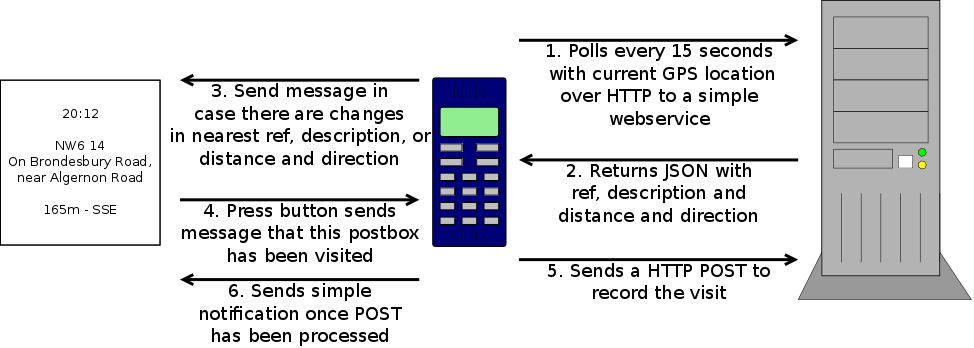 1. Polls every 15 seconds
with current GPS location
over HTTP to a simple
webservice
3. Send message in
case there are changes
in nearest ref, description, or
distance and direction
20:12
NW6 14
On Brondesbury Road,
near Algernon Road
165m - SSE
2. Returns JSON with
ref, description and
distance and direction
4. Press button sends
message that this postbox
has been visited
5. Sends a HTTP POST to
record the visit
6. Sends simple
notification once POST
has been processed